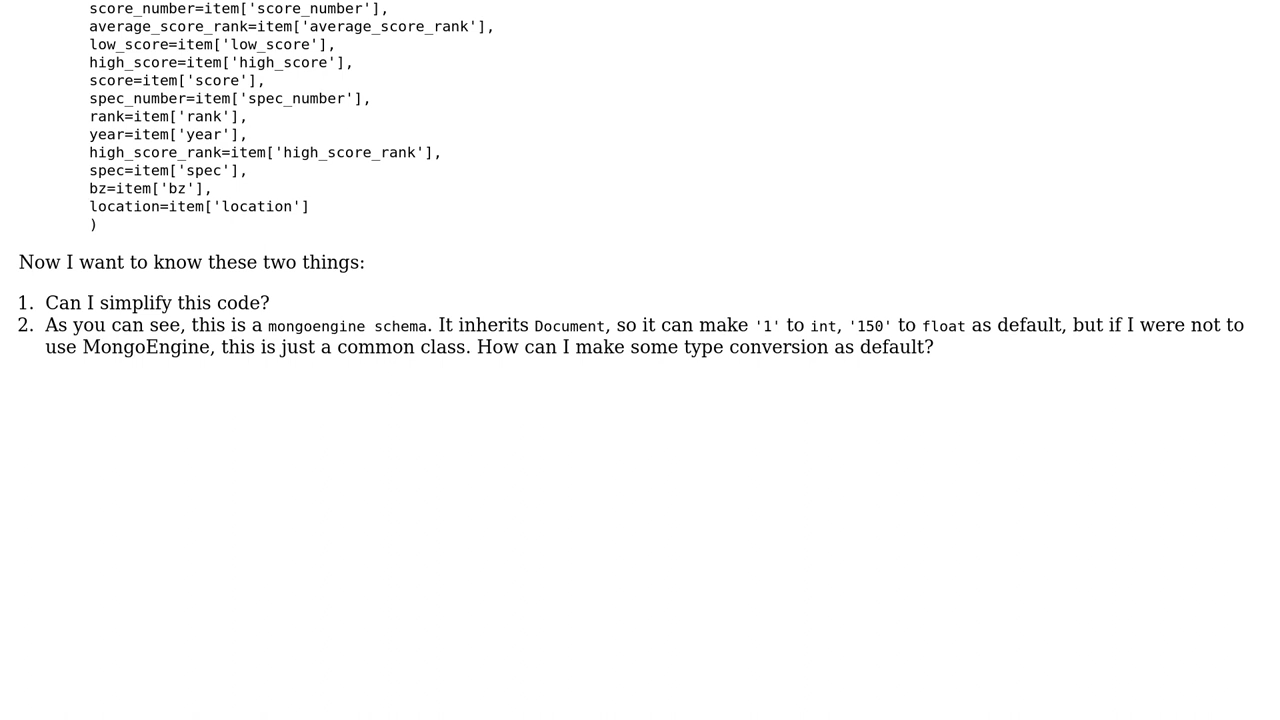 score_number=item['score_number'],
average_score_rank=item['average_score_rank'],
low_score=item['low_score'],
high_score=item['high_score'],
score=item['score'],
spec_number=item['spec_number'],
rank=item['rank'],
year=item['year'],
high_score_rank=item['high_score_rank'],
spec=item['spec'],
bz=item['bz'],
location=item['location']
)
Now I want to know these two things:
1. Can I simplify this code?
2. As you can see, this is a mongoengine schema. It inherits Document, so it can make '1' to int, '150' to float as default, but if I were not to
use MongoEngine, this is just a common class. How can I make some type conversion as default?